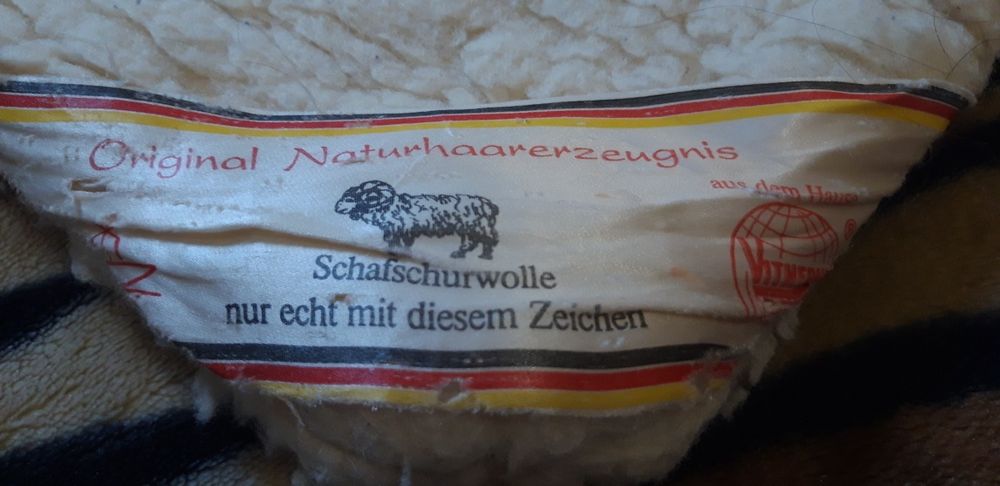 Original Naturhaarerzeugnis
aus dem Hause
Schafschurwolle
nur echt mit diesem Zeichen